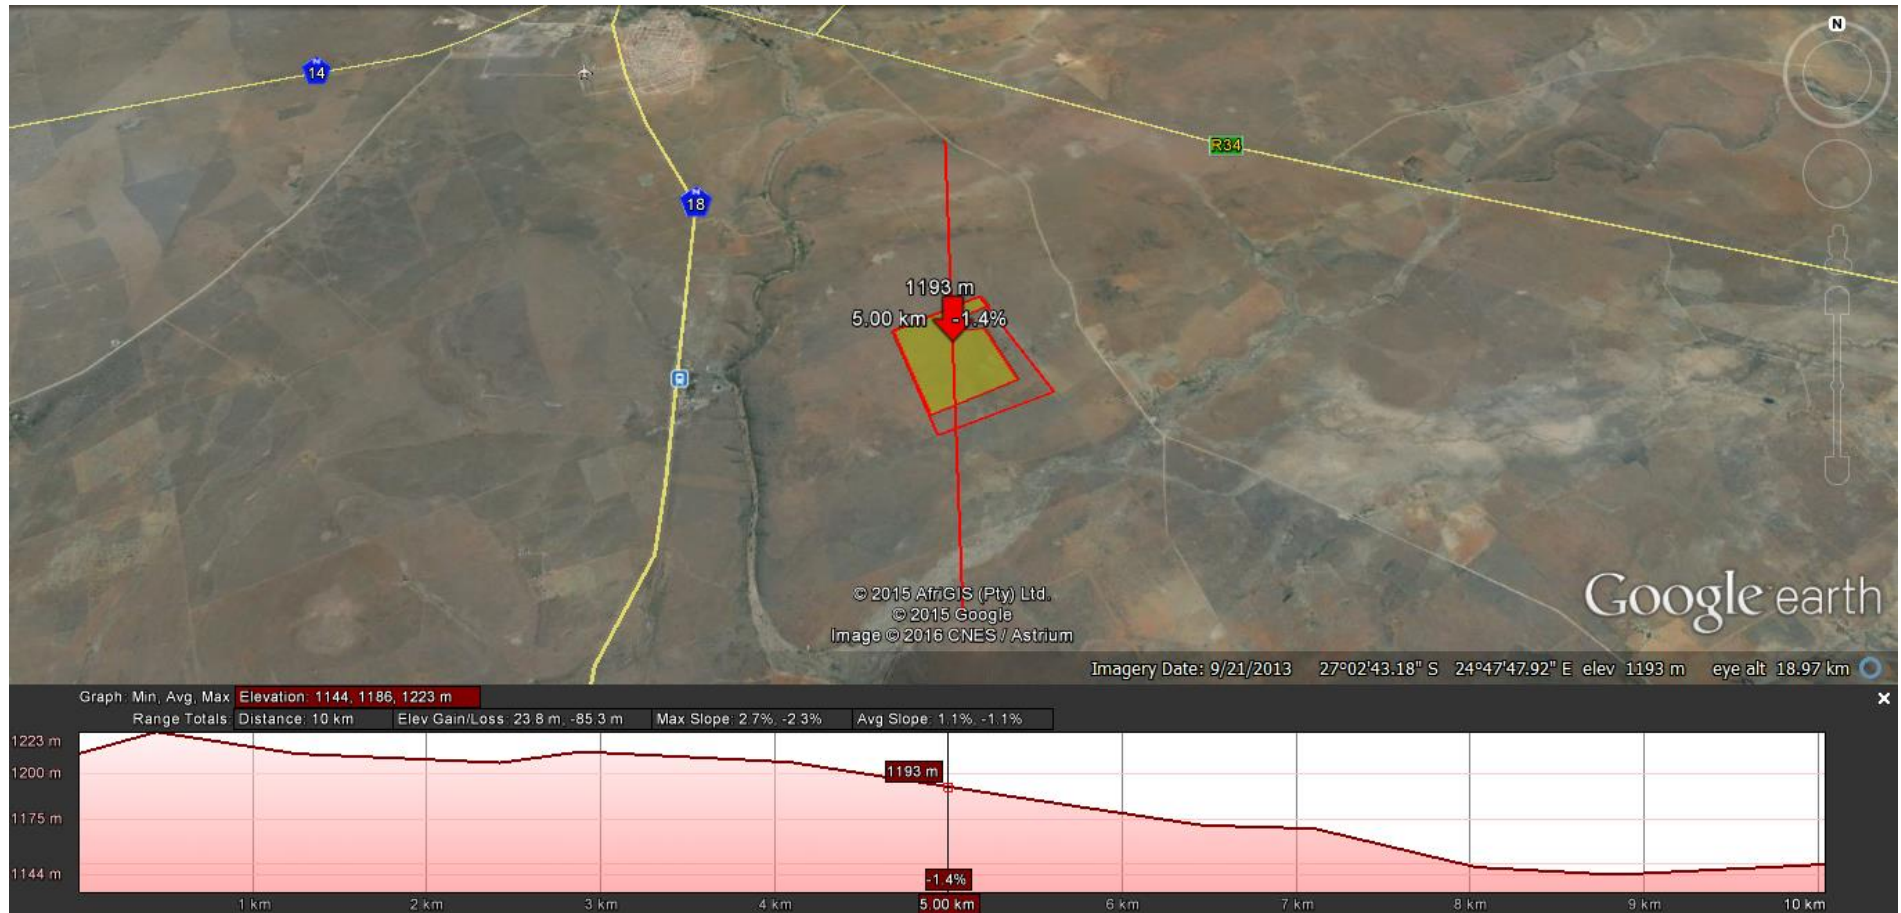 N
N
14
R34
N
18
1193 m
5.00 km -1.4%
© 2015 AfriGIS (Pty) Ltd.
© 2015 Google
Image © 2016 CNES / Astrium
Google earth
Imagery Date: 9/21/2013 27°02'43.18" S 24°47'47.92" E elev 1193 m eye alt 18.97 km
Graph: Min, Avg, Max Elevation: 1144, 1186, 1223 m
Range Totals: Distance: 10 km Elev Gain/Loss: 23.8 m, -85.3 m Max Slope: 2.7%, -2.3% Avg Slope: 1.1%, -1.1%
1223 m
1200 m
1193 m
1175 m
1144 m
-1.4%
1 km 2 km 3 km 4 km 5.00 km 6 km 7 km 8 km 9 km 10 km